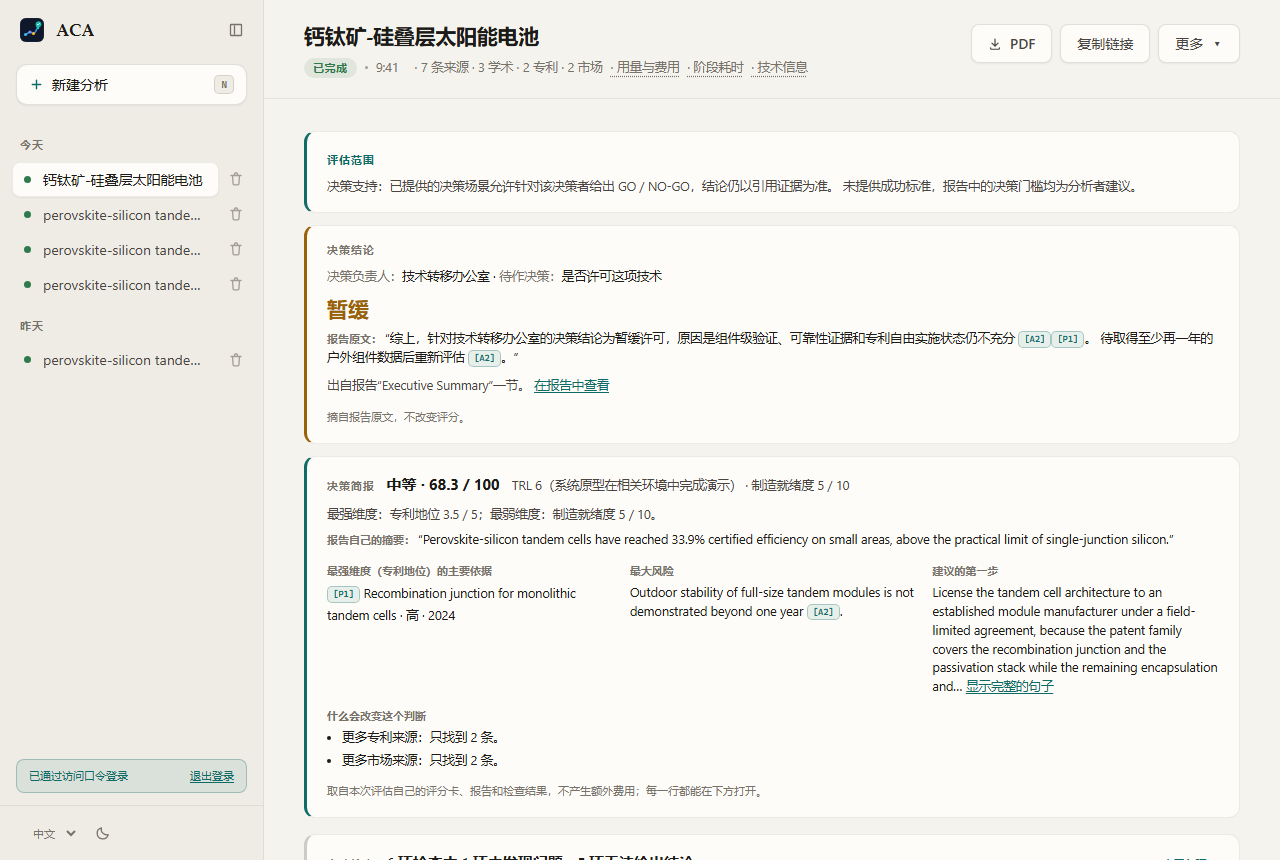 ACA
新建分析
N
今天
钙钛矿-硅叠层太阳能电池
perovskite-silicon tande...
perovskite-silicon tande...
perovskite-silicon tande...
昨天
perovskite-silicon tande...
已通过访问口令登录 退出登录
中文
钙钛矿-硅叠层太阳能电池
已完成 · 9:41 · 7 条来源 · 3 学术 · 2 专利 · 2 市场 · 用量与费用 · 阶段耗时 · 技术信息
PDF
复制链接
更多
评估范围
决策支持：已提供的决策场景允许针对该决策者给出 GO / NO-GO，结论仍以引用证据为准。 未提供成功标准，报告中的决策门槛均为分析者建议。
决策结论
决策负责人：技术转移办公室 · 待作决策：是否许可这项技术
暂缓
报告原文：“综上，针对技术转移办公室的决策结论为暂缓许可，原因是组件级验证、可靠性证据和专利自由实施状态仍不充分 [A2] [P1] 。 待取得至少再一年的
户外组件数据后重新评估 [A2] 。”
出自报告“Executive Summary”一节。 在报告中查看
摘自报告原文，不改变评分。
决策简报 中等 · 68.3 / 100 TRL 6（系统原型在相关环境中完成演示） · 制造就绪度 5 / 10
最强维度：专利地位 3.5 / 5；最弱维度：制造就绪度 5 / 10。
报告自己的摘要：“Perovskite-silicon tandem cells have reached 33.9% certified efficiency on small areas, above the practical limit of single-junction silicon.”
最强维度（专利地位）的主要依据
[P1] Recombination junction for monolithic
tandem cells · 高 · 2024
最大风险
Outdoor stability of full-size tandem modules is not
demonstrated beyond one year [A2].
建议的第一步
License the tandem cell architecture to an
established module manufacturer under a field-
limited agreement, because the patent family
covers the recombination junction and the
passivation stack while the remaining encapsulation
and… 显示完整的句子
什么会改变这个判断
• 更多专利来源：只找到 2 条。
• 更多市场来源：只找到 2 条。
取自本次评估自己的评分卡、报告和检查结果，不产生额外费用；每一行都能在下方打开。